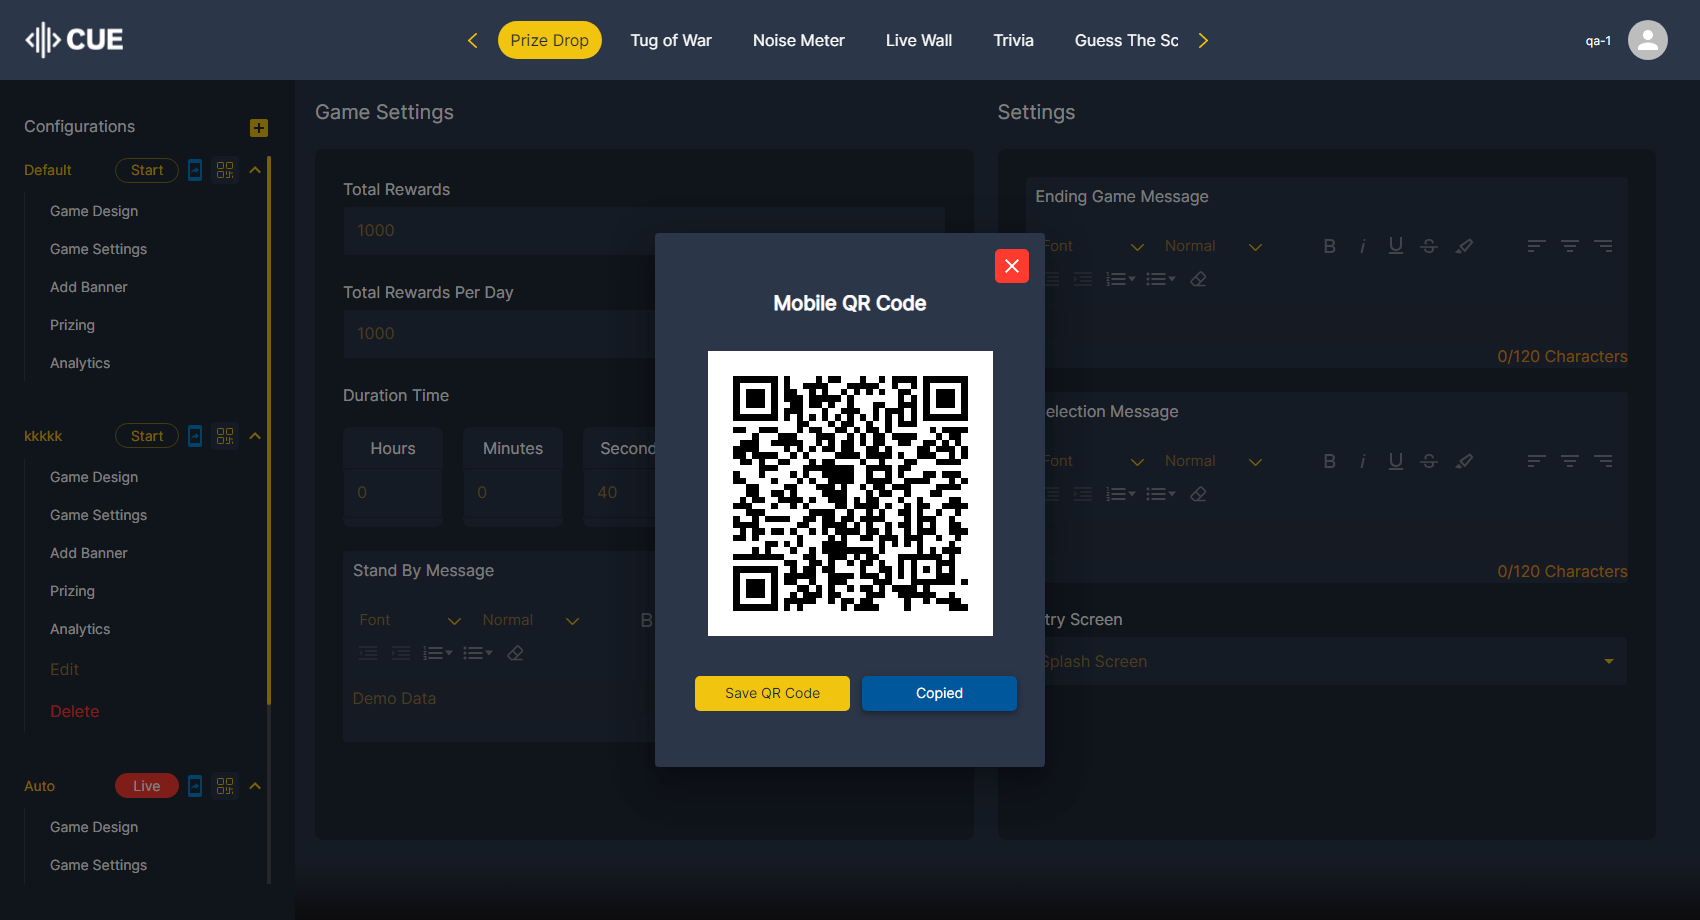 CUE
Prize Drop
Tug of War
Noise Meter
Live Wall
Trivia
Guess The Sc
qa-1
Configurations
Default
Start
Game Design
Game Settings
Add Banner
Prizing
Analytics
kkkkk
Start
Game Design
Game Settings
Add Banner
Prizing
Analytics
Edit
Delete
Auto
Live
Game Design
Game Settings
Game Settings
Total Rewards
1000
Total Rewards Per Day
1000
Duration Time
Hours
Minutes
Second
0
0
40
Stand By Message
Font
Normal
B
Demo Data
Mobile QR Code
Save QR Code
Copied
Settings
Ending Game Message
Font
Normal
B i U S
0/120 Characters
election Message
Font
Normal
B i U S
0/120 Characters
try Screen
Splash Screen